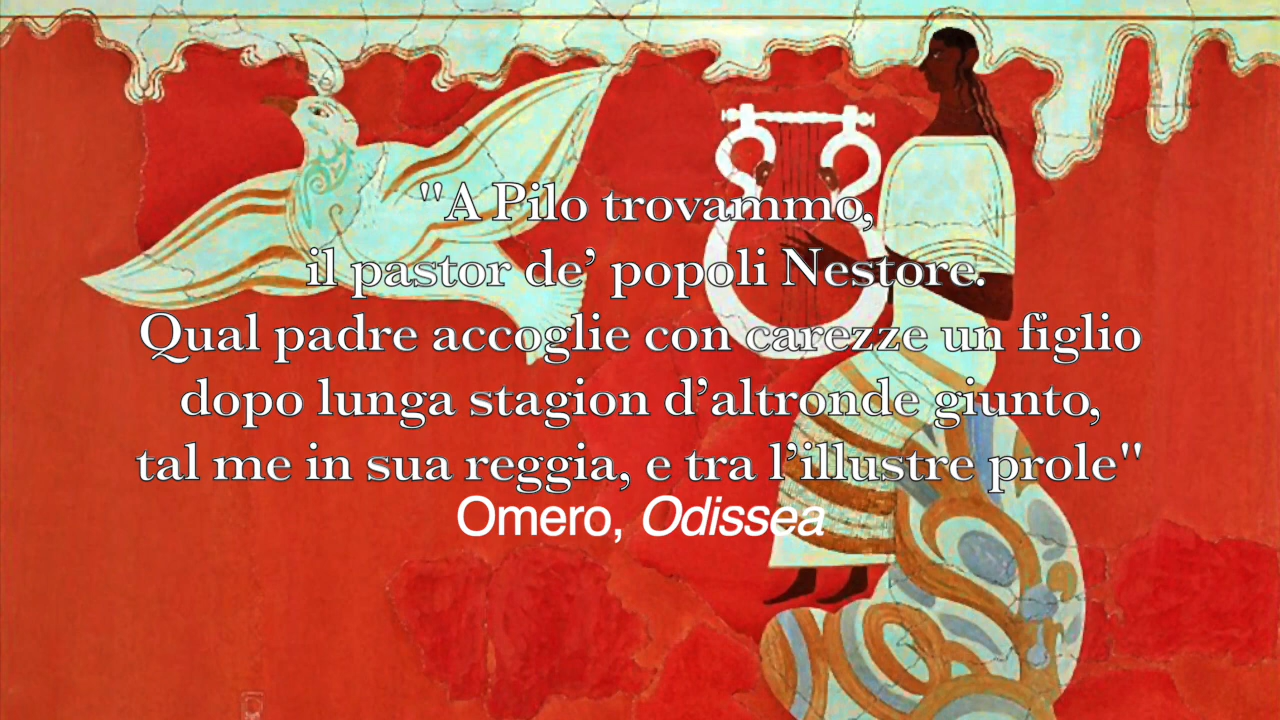 "A Pilo trovammo,
il pastor de’ popoli Nestore.
Qual padre accoglie con carezze un figlio
dopo lunga stagion d’altronde giunto,
tal me in sua reggia, e tra l’illustre prole"
Omero, Odissea